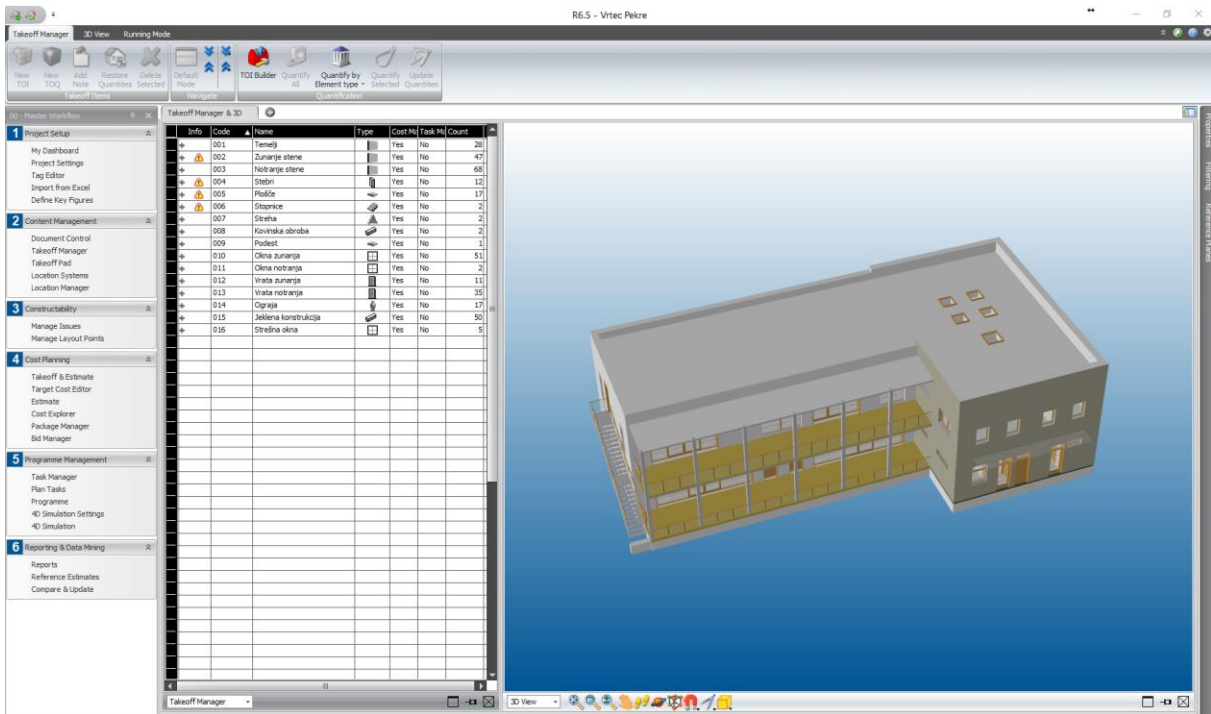 R6.5 - Vrtec Pekre
Takeoff Manager 3D View Running Mode
New TOI
New TOQ
Add Note
Restore Quantities
Delete Selected
Default Mode
TOI Builder
Quantify All
Quantify by Element type
Quantify Selected
Update Quantities
Takeoff Items Navigate Quantification
00 - Master Workflow
Takeoff Manager & 3D
1 Project Setup
My Dashboard
Project Settings
Tag Editor
Import from Excel
Define Key Figures
2 Content Management
Document Control
Takeoff Manager
Takeoff Pad
Location Systems
Location Manager
3 Constructability
Manage Issues
Manage Layout Points
4 Cost Planning
Takeoff & Estimate
Target Cost Editor
Estimate
Cost Explorer
Package Manager
Bid Manager
5 Programme Management
Task Manager
Plan Tasks
Programme
4D Simulation Settings
4D Simulation
6 Reporting & Data Mining
Reports
Reference Estimates
Compare & Update
Info Code Name Type Cost Ma Task Ma Count
001 Temelji Yes No 28
002 Zunanje stene Yes No 47
003 Notranje stene Yes No 68
004 Stebri Yes No 12
005 Plošče Yes No 17
006 Stopnice Yes No 2
007 Streha Yes No 2
008 Kovinska obroba Yes No 2
009 Podest Yes No 1
010 Okna zunanja Yes No 51
011 Okna notranja Yes No 2
012 Vrata zunanja Yes No 11
013 Vrata notranja Yes No 35
014 Ograja Yes No 17
015 Jeklena konstrukcija Yes No 50
016 Strešna okna Yes No 5
Takeoff Manager
3D View
Properties
Filtering
Reference Planes